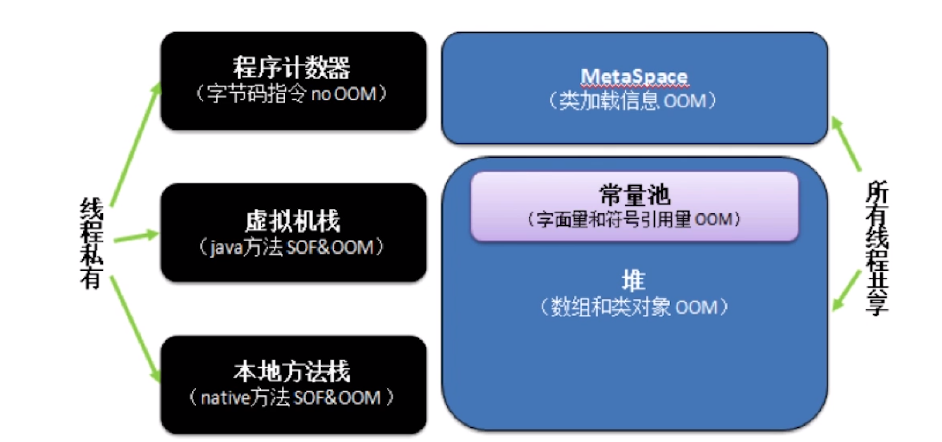 线程私有
程序计数器
（字节码指令 no OOM）
虚拟机栈
（java方法 SOF&OOM）
本地方法栈
（native方法 SOF&OOM ）
MetaSpace
（类加载信息 OOM）
常量池
（字面量和符号引用量 OOM）
堆
（数组和类对象 OOM）
所有线程共享